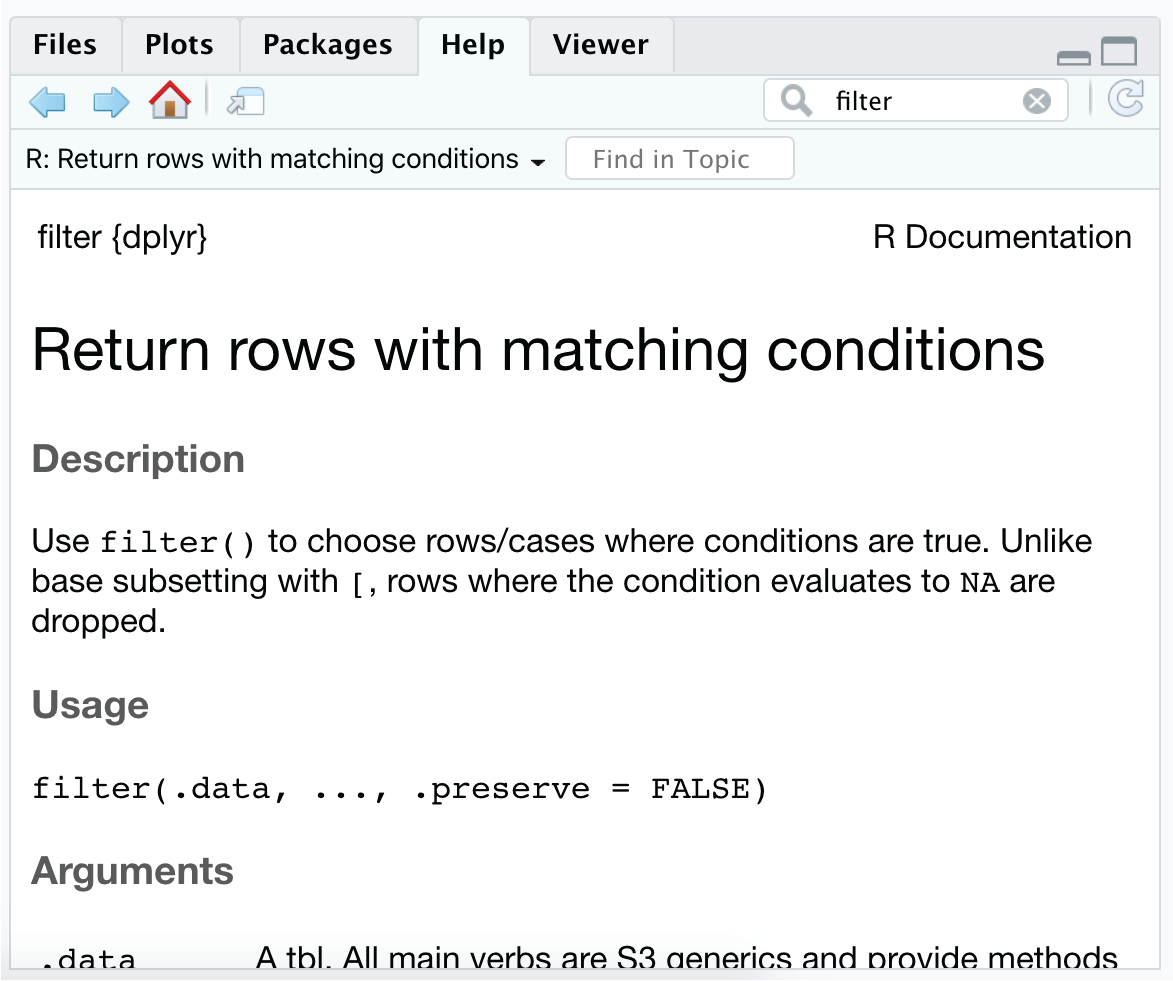 Files Plots Packages Help Viewer
filter
R: Return rows with matching conditions Find in Topic
filter {dplyr} R Documentation
Return rows with matching conditions
Description
Use filter() to choose rows/cases where conditions are true. Unlike
base subsetting with [, rows where the condition evaluates to NA are
dropped.
Usage
filter(.data, ..., .preserve = FALSE)
Arguments
.data A tbl. All main verbs are S3 generics and provide methods